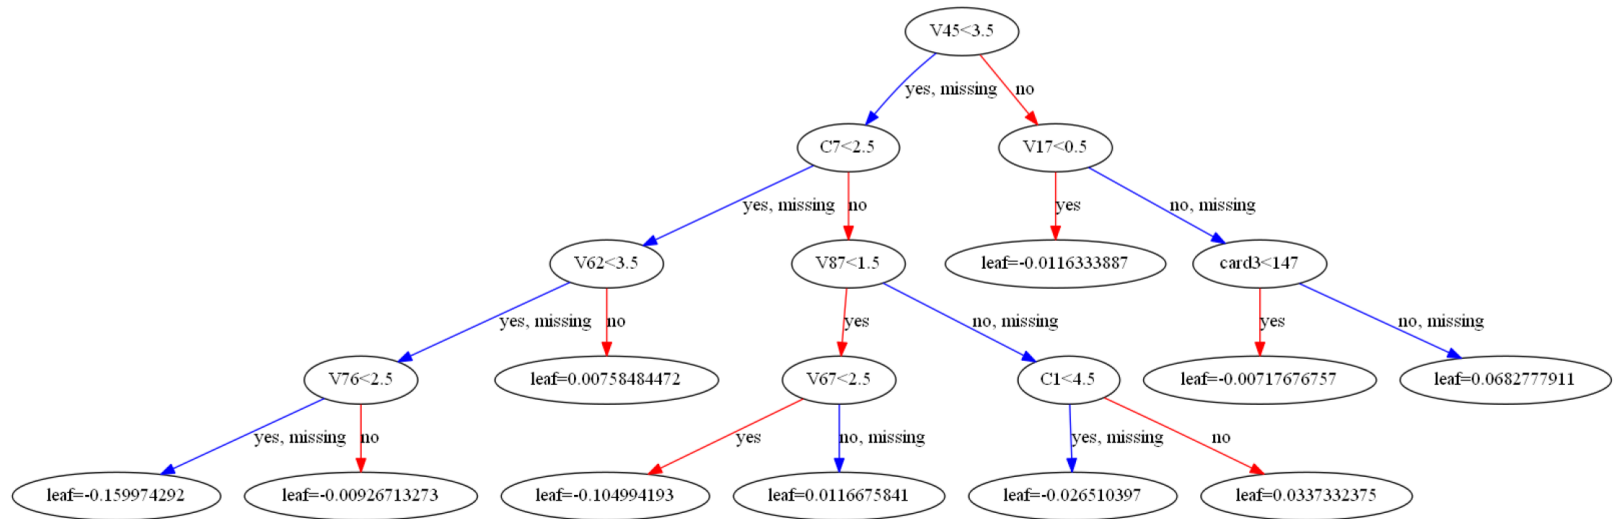 V45<3.5
yes, missing
no
C7<2.5
V17<0.5
yes, missing
no
yes
no, missing
V62<3.5
V87<1.5
leaf=-0.0116333887
card3<147
yes, missing
no
yes
no, missing
yes
no, missing
V76<2.5
leaf=0.00758484472
V67<2.5
C1<4.5
leaf=-0.00717676757
leaf=0.0682777911
yes, missing
no
yes
no, missing
yes, missing
no
leaf=-0.159974292
leaf=-0.00926713273
leaf=-0.104994193
leaf=0.0116675841
leaf=-0.026510397
leaf=0.0337332375